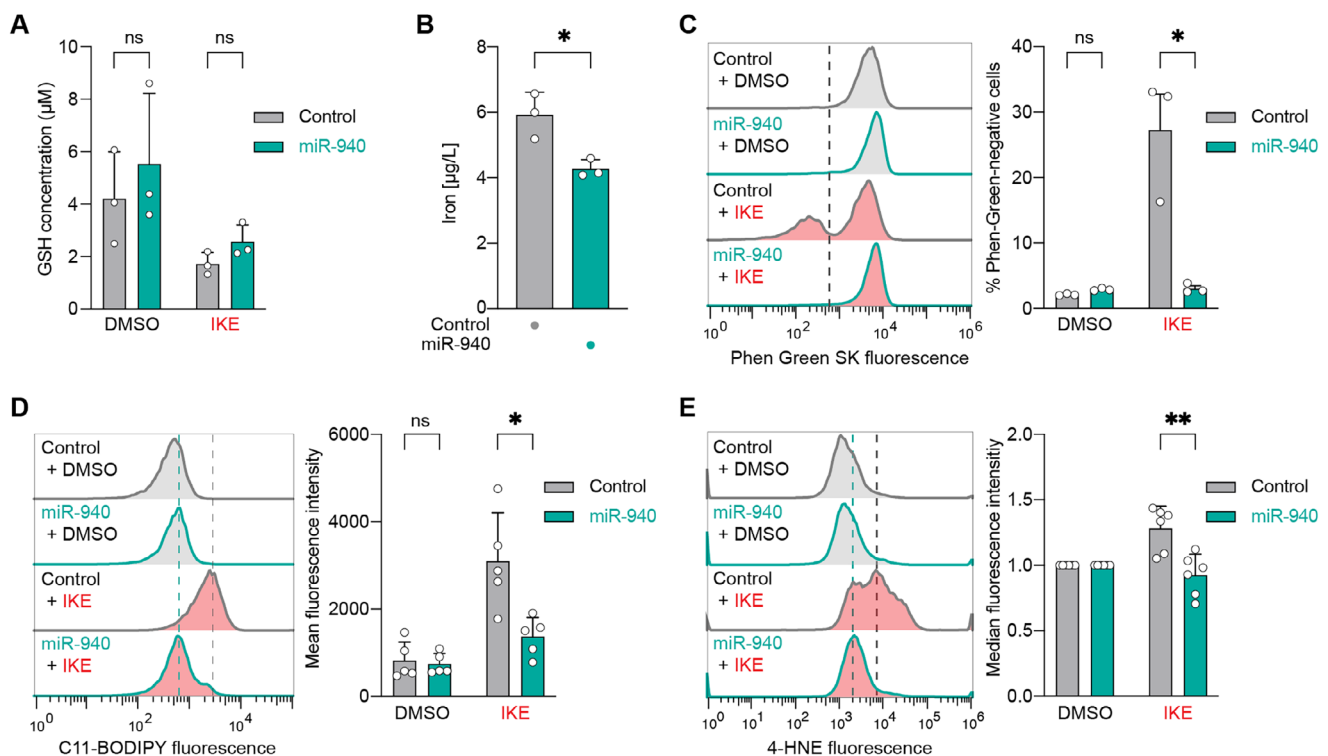 A
GSH concentration (µM)
10
8
6
4
2
0
ns
ns
Control
miR-940
DMSO
IKE
B
Iron [µg/L]
8
6
4
2
0
*
Control
miR-940
C
Control
+ DMSO
miR-940
+ DMSO
Control
+ IKE
miR-940
+ IKE
10⁰ 10² 10³ 10⁴ 10⁵ 10⁶
Phen Green SK fluorescence
% Phen-Green-negative cells
40
30
20
10
0
ns
*
Control
miR-940
DMSO
IKE
D
Control
+ DMSO
miR-940
+ DMSO
Control
+ IKE
miR-940
+ IKE
10⁰ 10² 10³ 10⁴
C11-BODIPY fluorescence
Mean fluorescence intensity
6000
4000
2000
0
ns
*
Control
miR-940
DMSO
IKE
E
Control
+ DMSO
miR-940
+ DMSO
Control
+ IKE
miR-940
+ IKE
10⁰ 10² 10³ 10⁴ 10⁵ 10⁶
4-HNE fluorescence
Median fluorescence intensitiy
2.0
1.5
1.0
0.5
0.0
**
Control
miR-940
DMSO
IKE